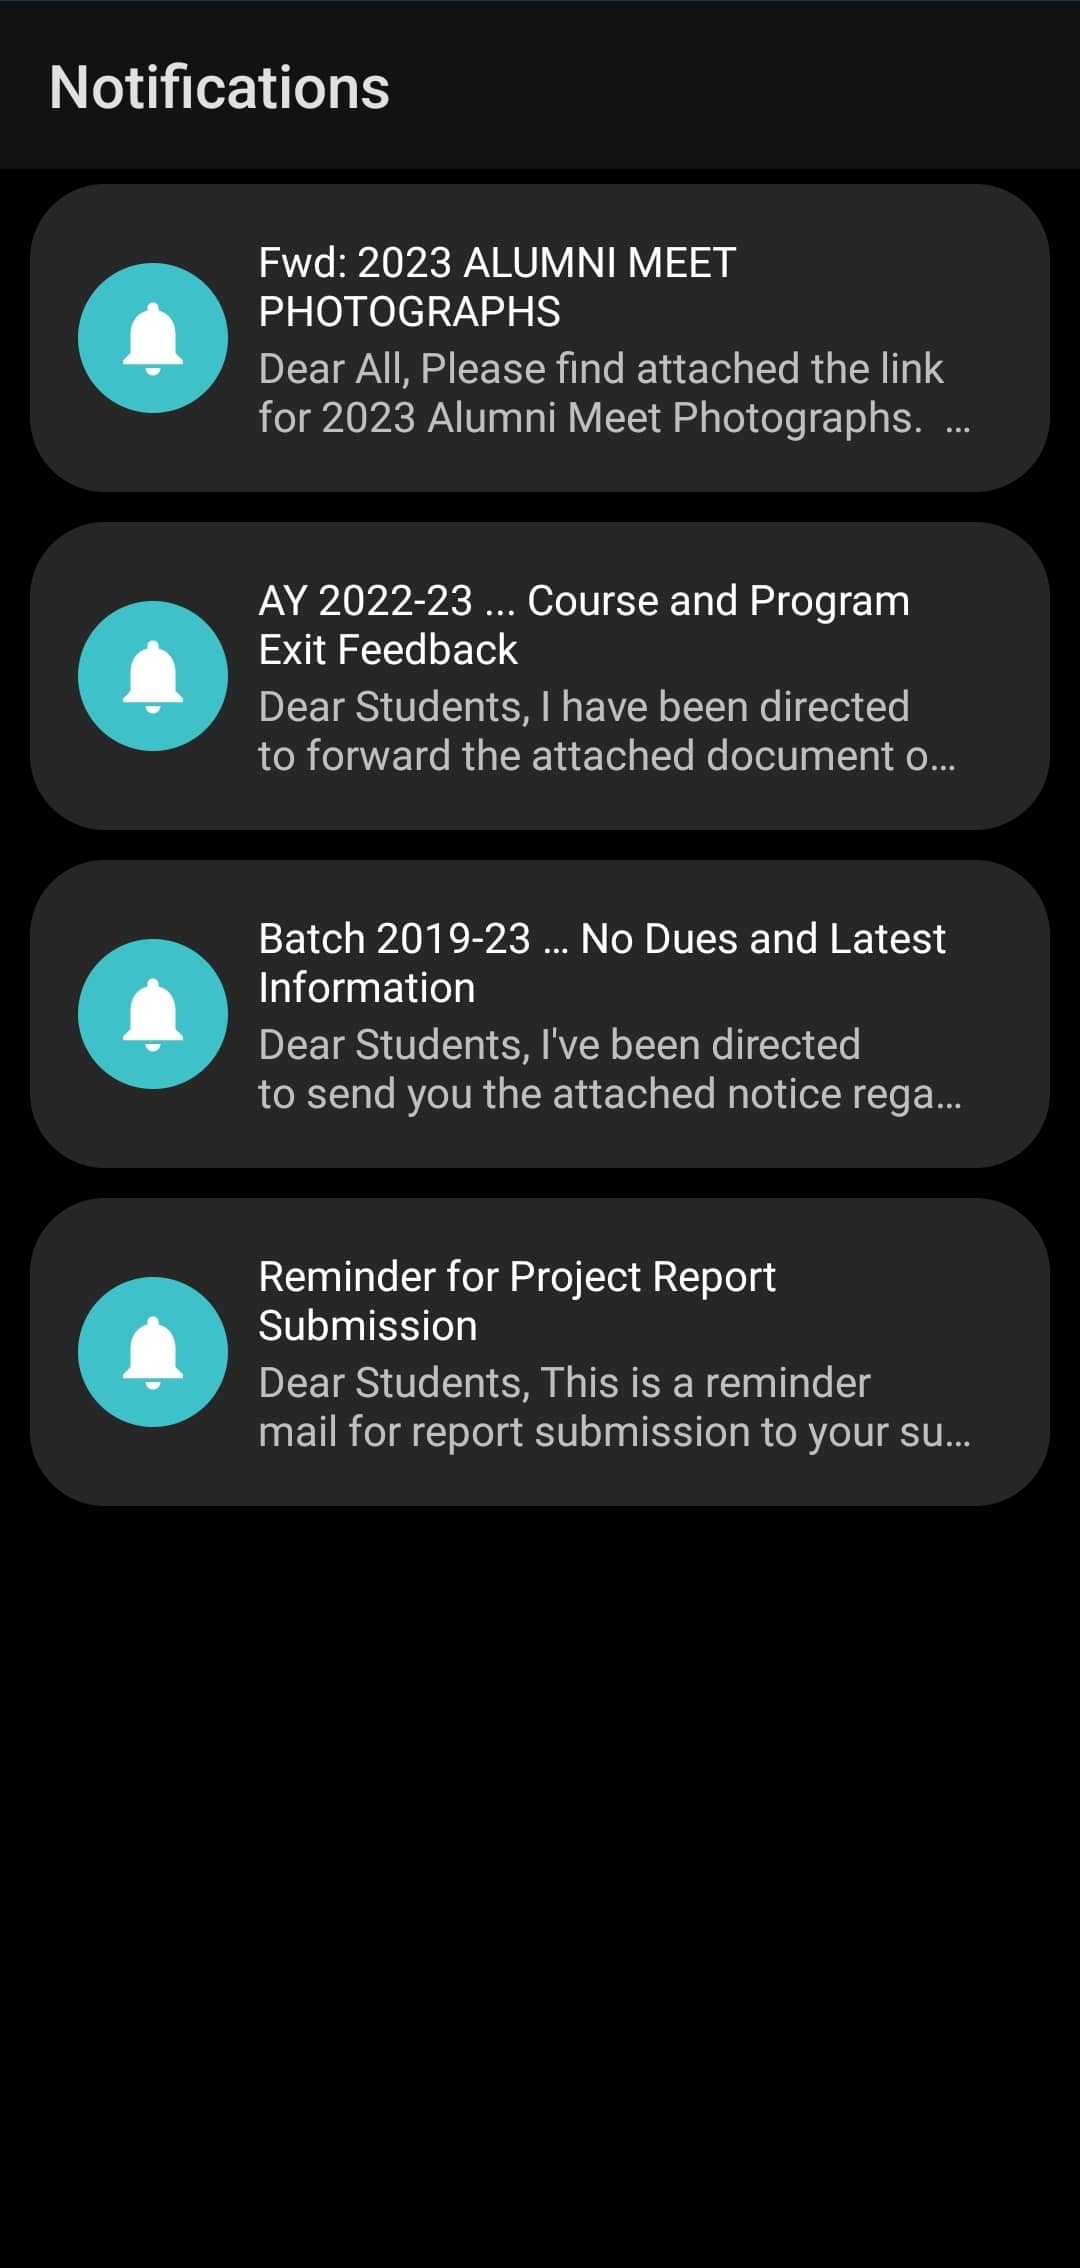 Notifications
Fwd: 2023 ALUMNI MEET
PHOTOGRAPHS
Dear All, Please find attached the link
for 2023 Alumni Meet Photographs.  ...
AY 2022-23 ... Course and Program
Exit Feedback
Dear Students, I have been directed
to forward the attached document o...
Batch 2019-23 ... No Dues and Latest
Information
Dear Students, I've been directed
to send you the attached notice rega...
Reminder for Project Report
Submission
Dear Students, This is a reminder
mail for report submission to your su...